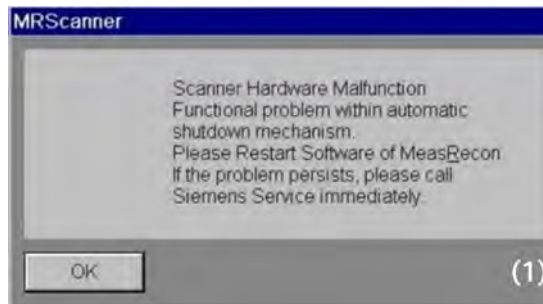 MRScanner
Scanner Hardware Malfunction
Functional problem within automatic
shutdown mechanism.
Please Restart Software of MeasRecon
If the problem persists, please call
Siemens Service immediately.
OK
(1)